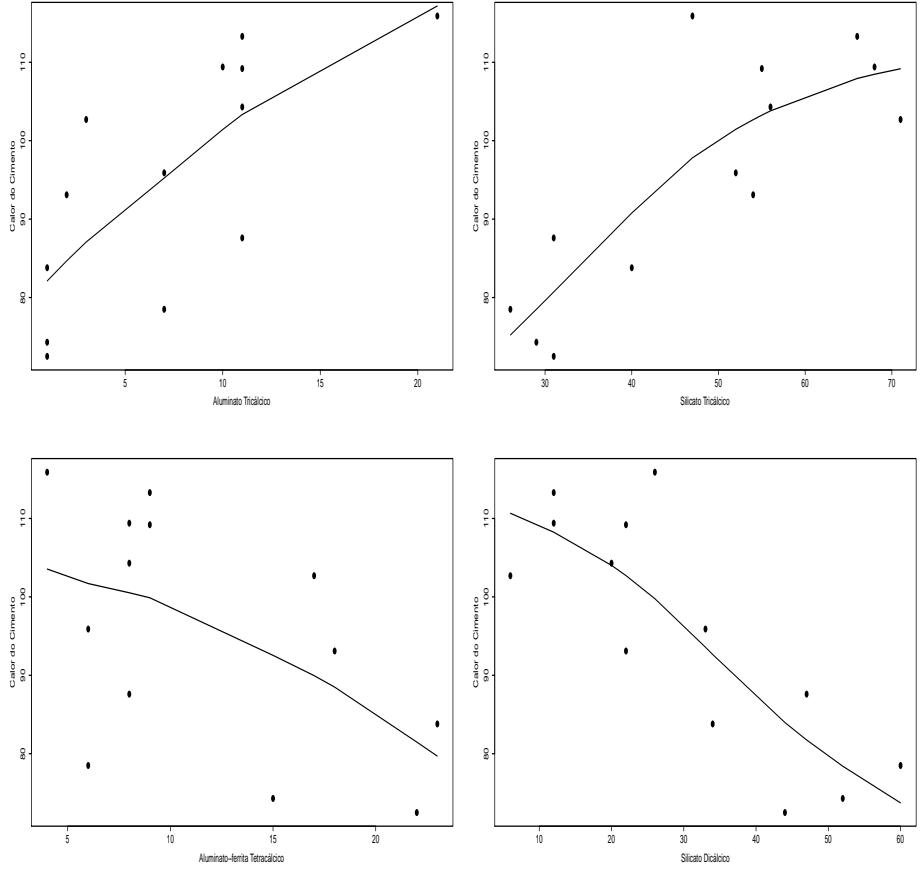 Calor do Cimento
80 90 100 110
5 10 15 20
Aluminato Tricálcico
Calor do Cimento
80 90 100 110
30 40 50 60 70
Silicato Tricálcico
Calor do Cimento
80 90 100 110
5 10 15 20
Aluminato−ferrita Tetracálcico
Calor do Cimento
80 90 100 110
10 20 30 40 50 60
Silicato Dicálcico